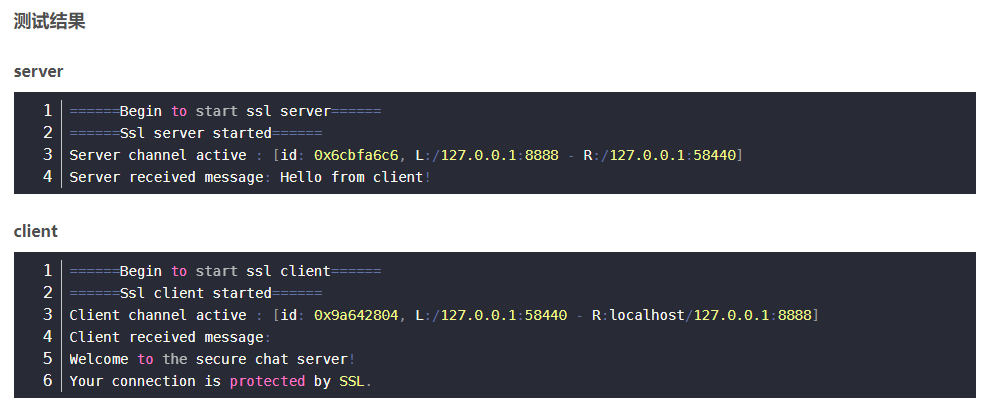 测试结果
server
1 ======Begin to start ssl server======
2 ======Ssl server started======
3 Server channel active : [id: 0x6cbfa6c6, L:/127.0.0.1:8888 - R:/127.0.0.1:58440]
4 Server received message: Hello from client!
client
1 ======Begin to start ssl client======
2 ======Ssl client started======
3 Client channel active : [id: 0x9a642804, L:/127.0.0.1:58440 - R:localhost/127.0.0.1:8888]
4 Client received message:
5 Welcome to the secure chat server!
6 Your connection is protected by SSL.